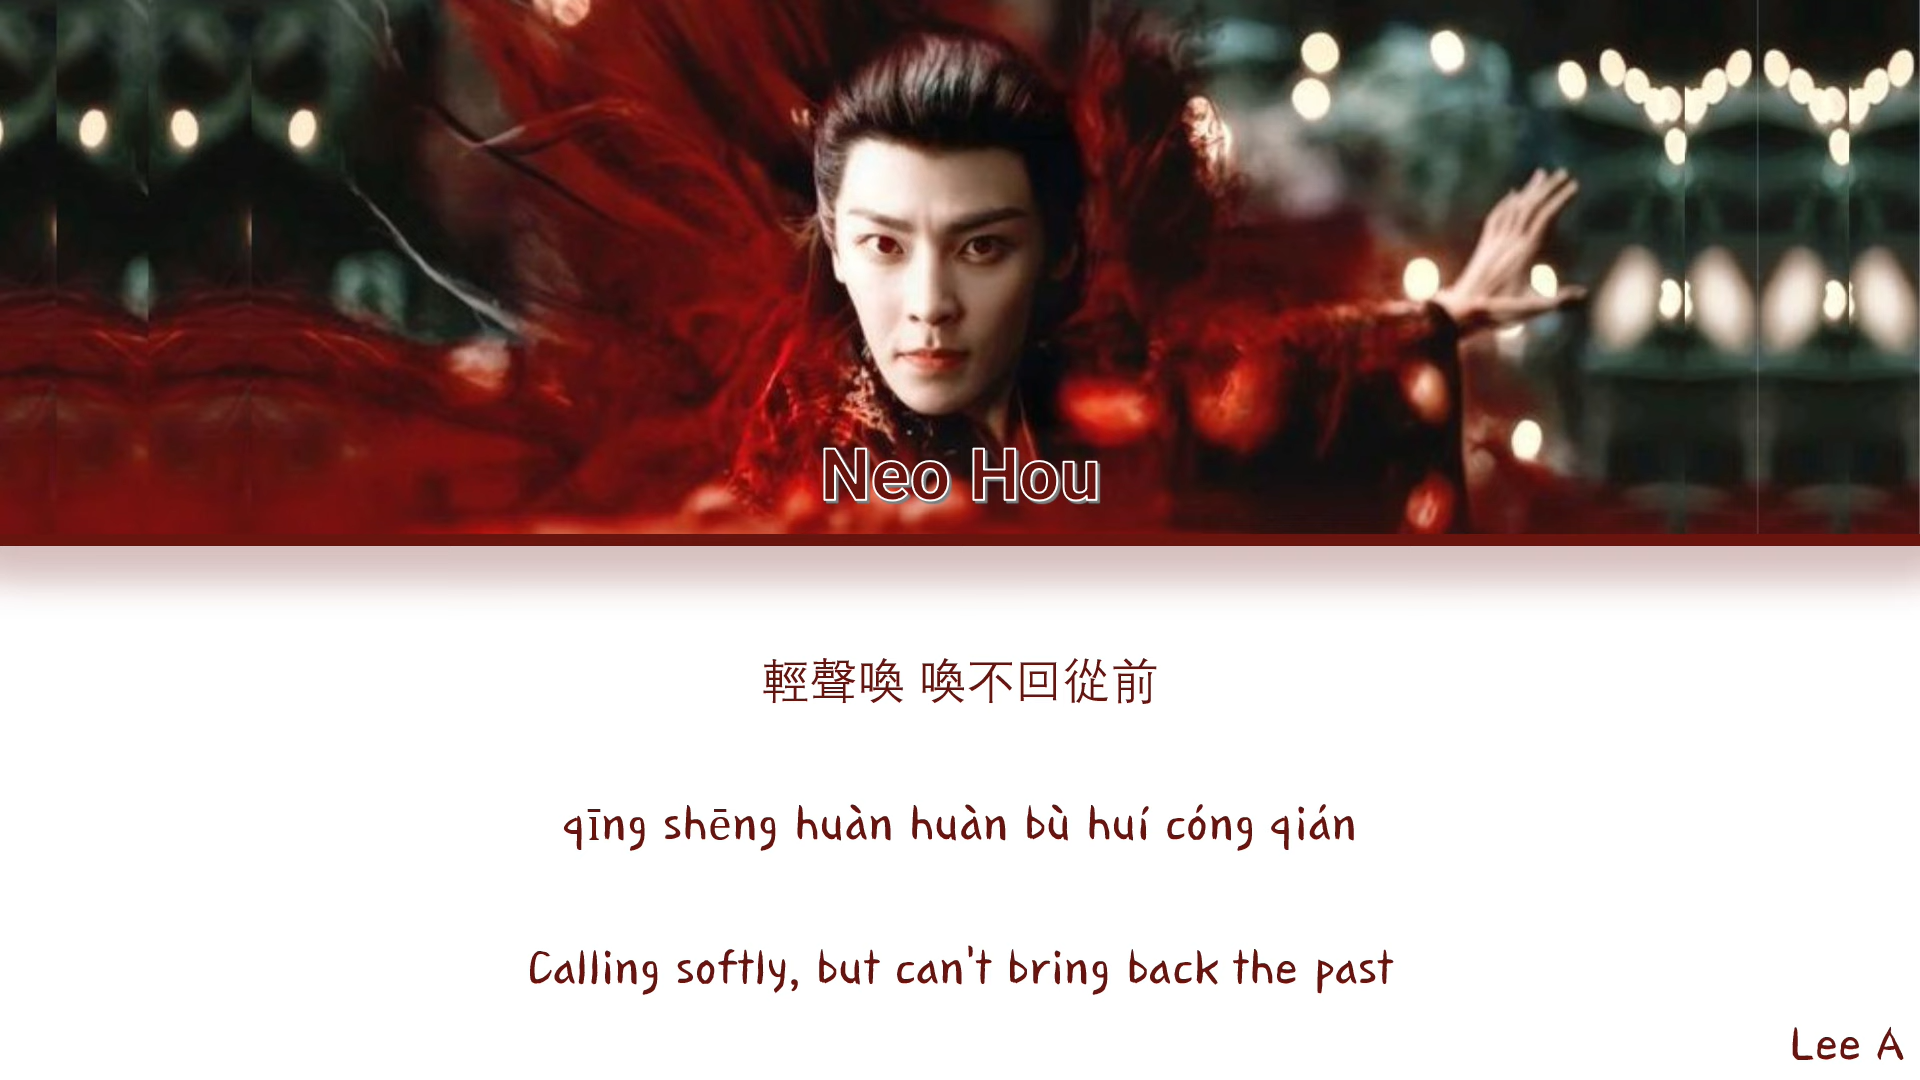 Neo Hou
輕聲喚 喚不回從前
qīng shēng huàn huàn bù huí cóng qián
Calling softly, but can't bring back the past
Lee A